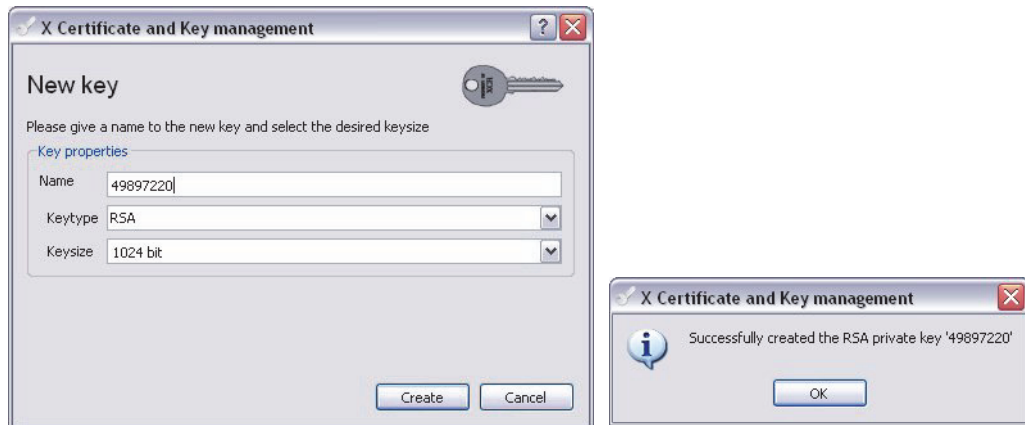 X Certificate and Key management
New key
Please give a name to the new key and select the desired keysize
Key properties
Name 49897220
Keytype RSA
Keysize 1024 bit
Create Cancel
X Certificate and Key management
Successfully created the RSA private key '49897220'
OK